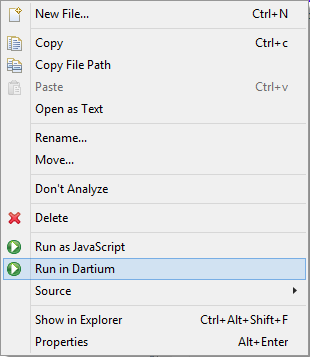 New File... Ctrl+N
Copy Ctrl+c
Copy File Path
Paste Ctrl+v
Open as Text
Rename...
Move...
Don't Analyze
Delete
Run as JavaScript
Run in Dartium
Source
Show in Explorer Ctrl+Alt+Shift+F
Properties Alt+Enter